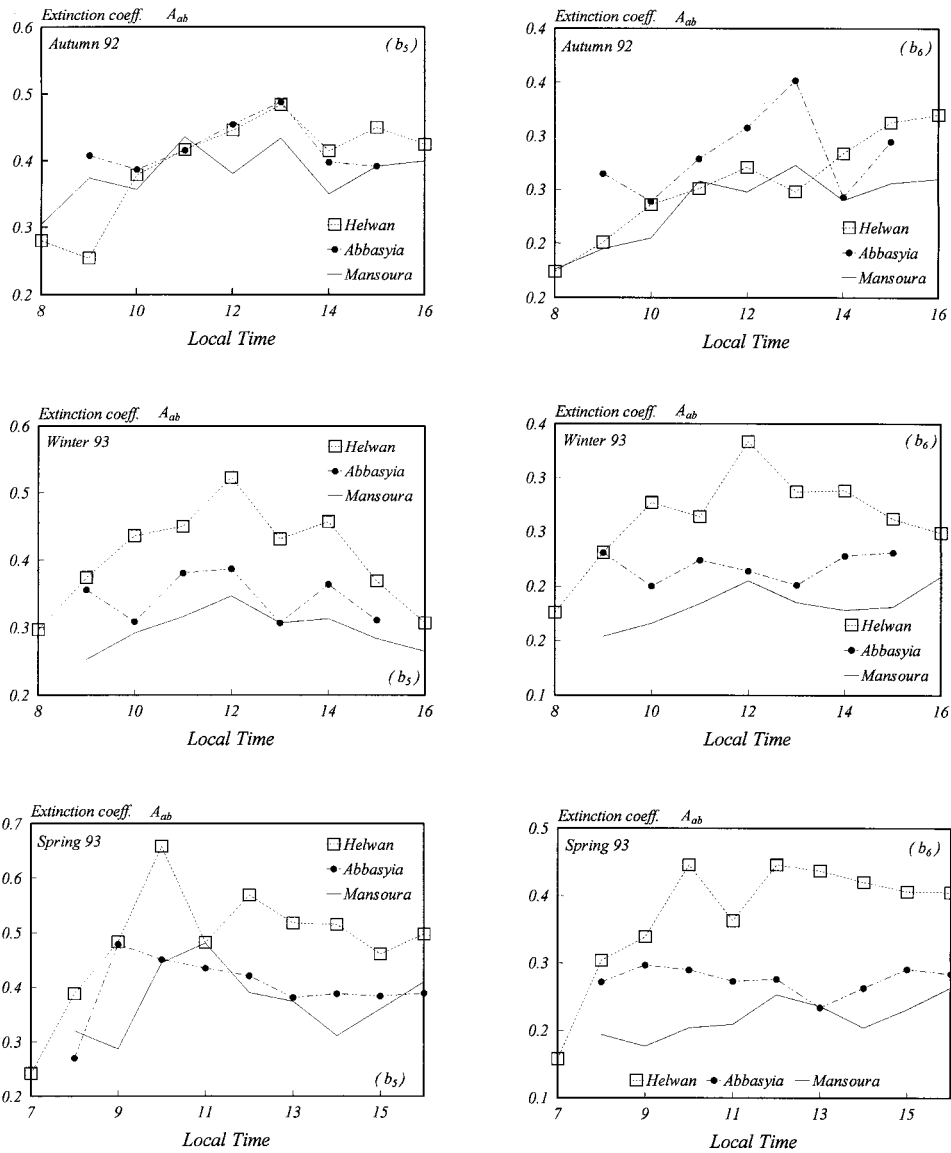 Extinction coeff. A_ab
0.6
Autumn 92
(b5)
0.5
0.4
0.3
0.2
Helwan
Abbasyia
Mansoura
8 10 12 14 16
Local Time
Extinction coeff. A_ab
0.4
Autumn 92
(b6)
0.4
0.3
0.3
0.2
0.2
Helwan
Abbasyia
Mansoura
8 10 12 14 16
Local Time
Extinction coeff. A_ab
0.6
Winter 93
Helwan
Abbasyia
Mansoura
0.5
0.4
0.3
0.2
(b5)
8 10 12 14 16
Local Time
Extinction coeff. A_ab
0.4
Winter 93
(b6)
0.3
0.3
0.2
0.2
0.1
Helwan
Abbasyia
Mansoura
8 10 12 14 16
Local Time
Extinction coeff. A_ab
0.7
Spring 93
Helwan
Abbasyia
Mansoura
0.6
0.5
0.4
0.3
0.2
(b5)
7 9 11 13 15
Local Time
Extinction coeff. A_ab
0.5
Spring 93
(b6)
0.4
0.3
0.2
0.1
Helwan Abbasyia Mansoura
7 9 11 13 15
Local Time